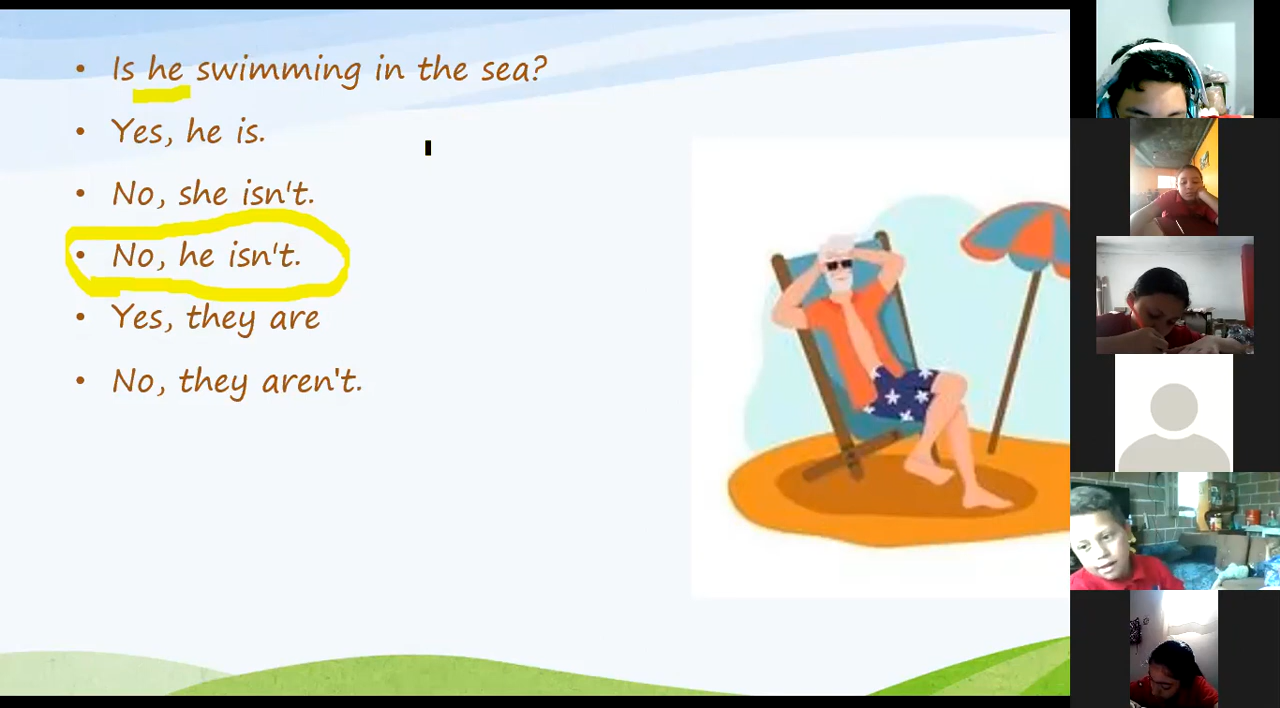 • Is he swimming in the sea?
• Yes, he is.
• No, she isn't.
• No, he isn't.
• Yes, they are
• No, they aren't.